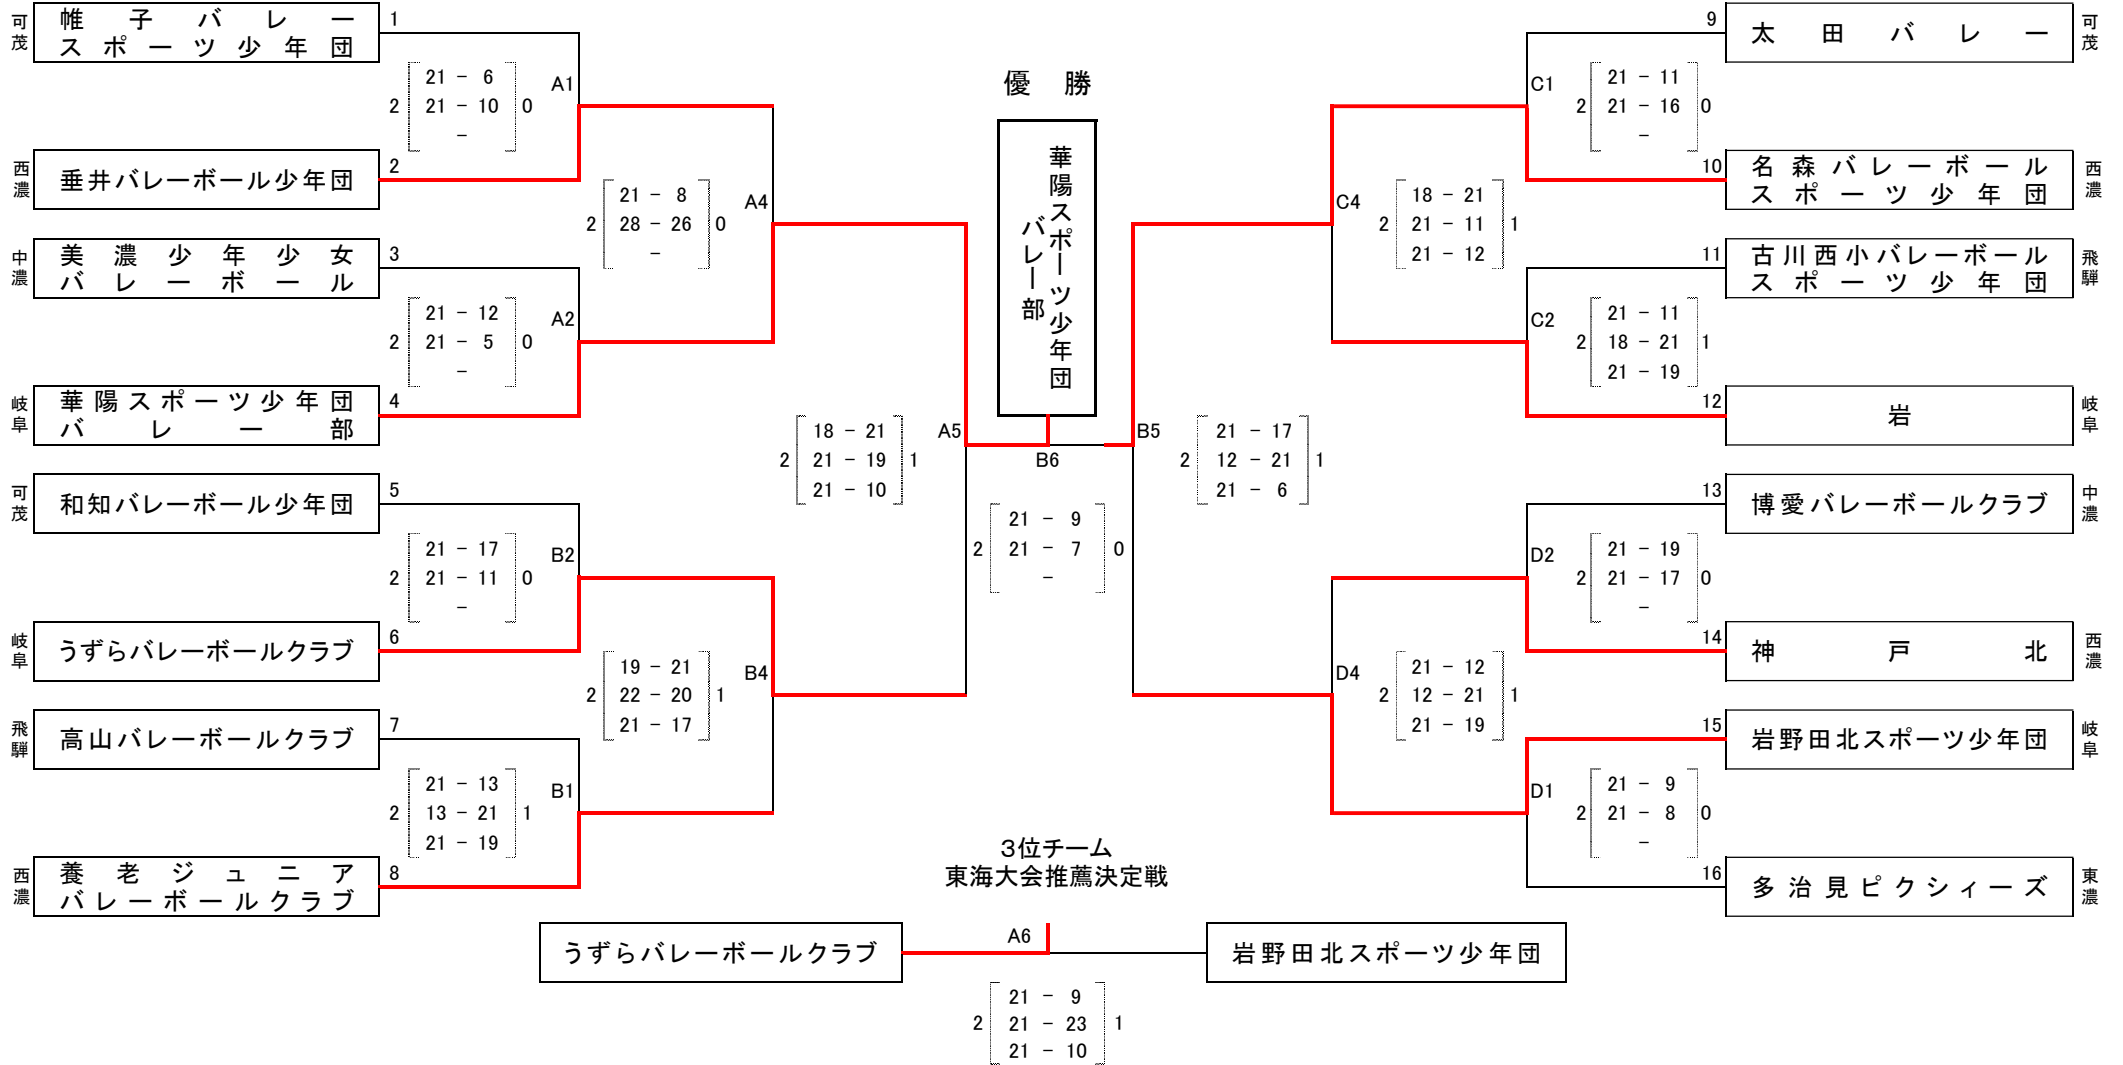 優 勝
華陽スポーツ少年団
バレー部
可茂
帷子バレー
スポーツ少年団
1
21 - 6
2 21 - 10 0
-
A1
西濃
垂井バレーボール少年団
2
中濃
美濃少年少女
バレーボール
3
21 - 12
2 21 - 5 0
-
A2
岐阜
華陽スポーツ少年団
バレー部
4
21 - 8
2 28 - 26 0
-
A4
可茂
和知バレーボール少年団
5
21 - 17
2 21 - 11 0
-
B2
岐阜
うずらバレーボールクラブ
6
飛騨
高山バレーボールクラブ
7
21 - 13
2 13 - 21 1
21 - 19
B1
西濃
養老ジュニア
バレーボールクラブ
8
19 - 21
2 22 - 20 1
21 - 17
B4
18 - 21
2 21 - 19 1
21 - 10
A5
B6
21 - 9
2 21 - 7 0
-
B5
21 - 17
2 12 - 21 1
21 - 6
9
太田バレー
可茂
C1
21 - 11
2 21 - 16 0
-
10
名森バレーボール
スポーツ少年団
西濃
C4
18 - 21
2 21 - 11 1
21 - 12
11
古川西小バレーボール
スポーツ少年団
飛騨
C2
21 - 11
2 18 - 21 1
21 - 19
12
岩
岐阜
13
博愛バレーボールクラブ
中濃
D2
21 - 19
2 21 - 17 0
-
14
神戸北
西濃
D4
21 - 12
2 12 - 21 1
21 - 19
15
岩野田北スポーツ少年団
岐阜
D1
21 - 9
2 21 - 8 0
-
16
多治見ピクシィーズ
東濃
3位チーム
東海大会推薦決定戦
うずらバレーボールクラブ
A6
岩野田北スポーツ少年団
21 - 9
2 21 - 23 1
21 - 10